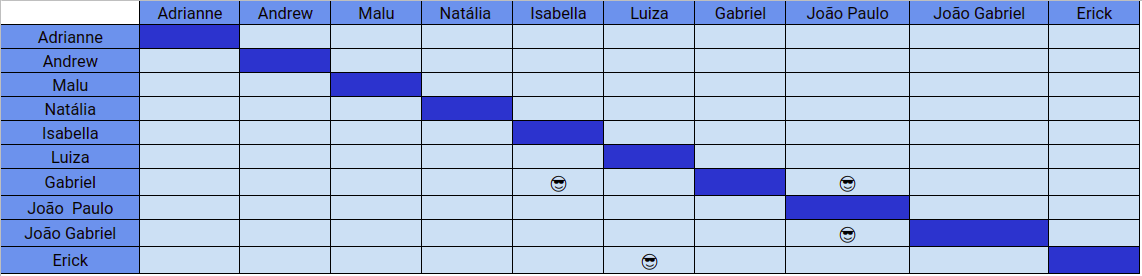 Adrianne Andrew Malu Natália Isabella Luiza Gabriel João Paulo João Gabriel Erick
Adrianne
Andrew
Malu
Natália
Isabella
Luiza
Gabriel 😎 😎
João  Paulo
João Gabriel 😎
Erick 😎